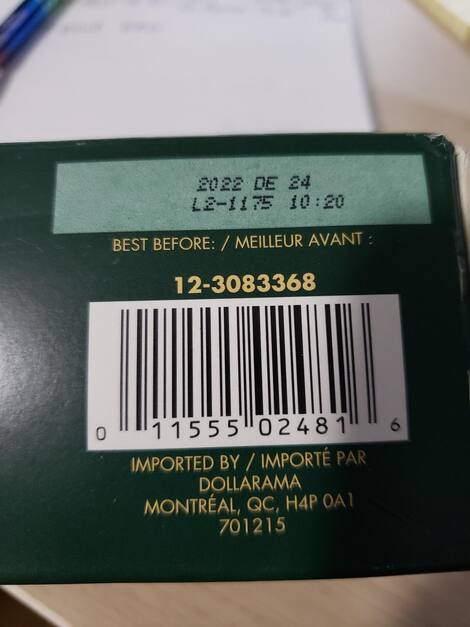 2022 DE 24
L2-1175 10:20
BEST BEFORE: / MEILLEUR AVANT :
12-3083368
0 11555 02481 6
IMPORTED BY / IMPORTÉ PAR
DOLLARAMA
MONTRÉAL, QC, H4P 0A1
701215